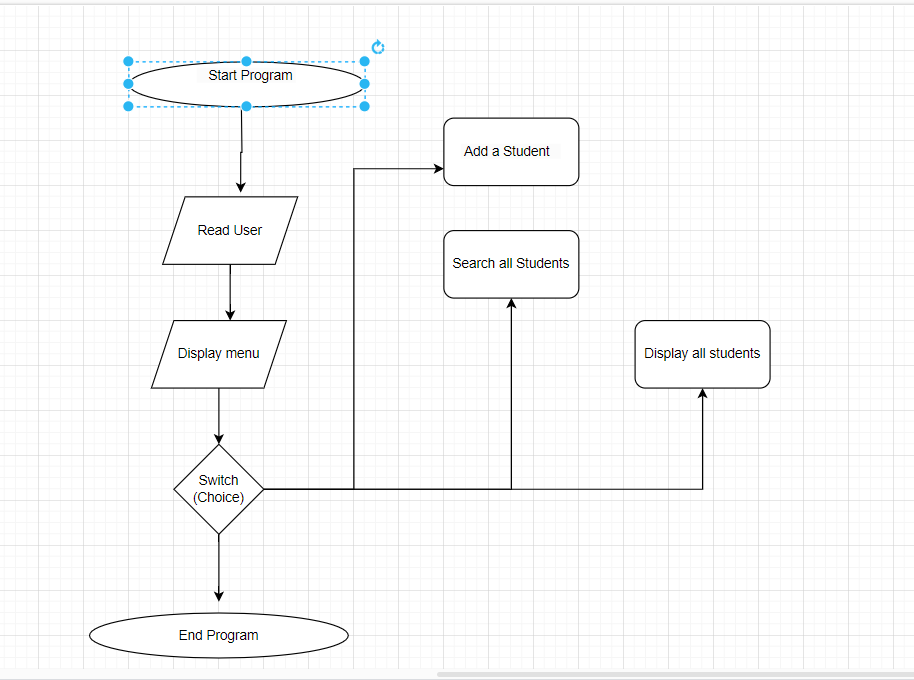 Start Program
Add a Student
Read User
Search all Students
Display menu
Display all students
Switch
(Choice)
End Program